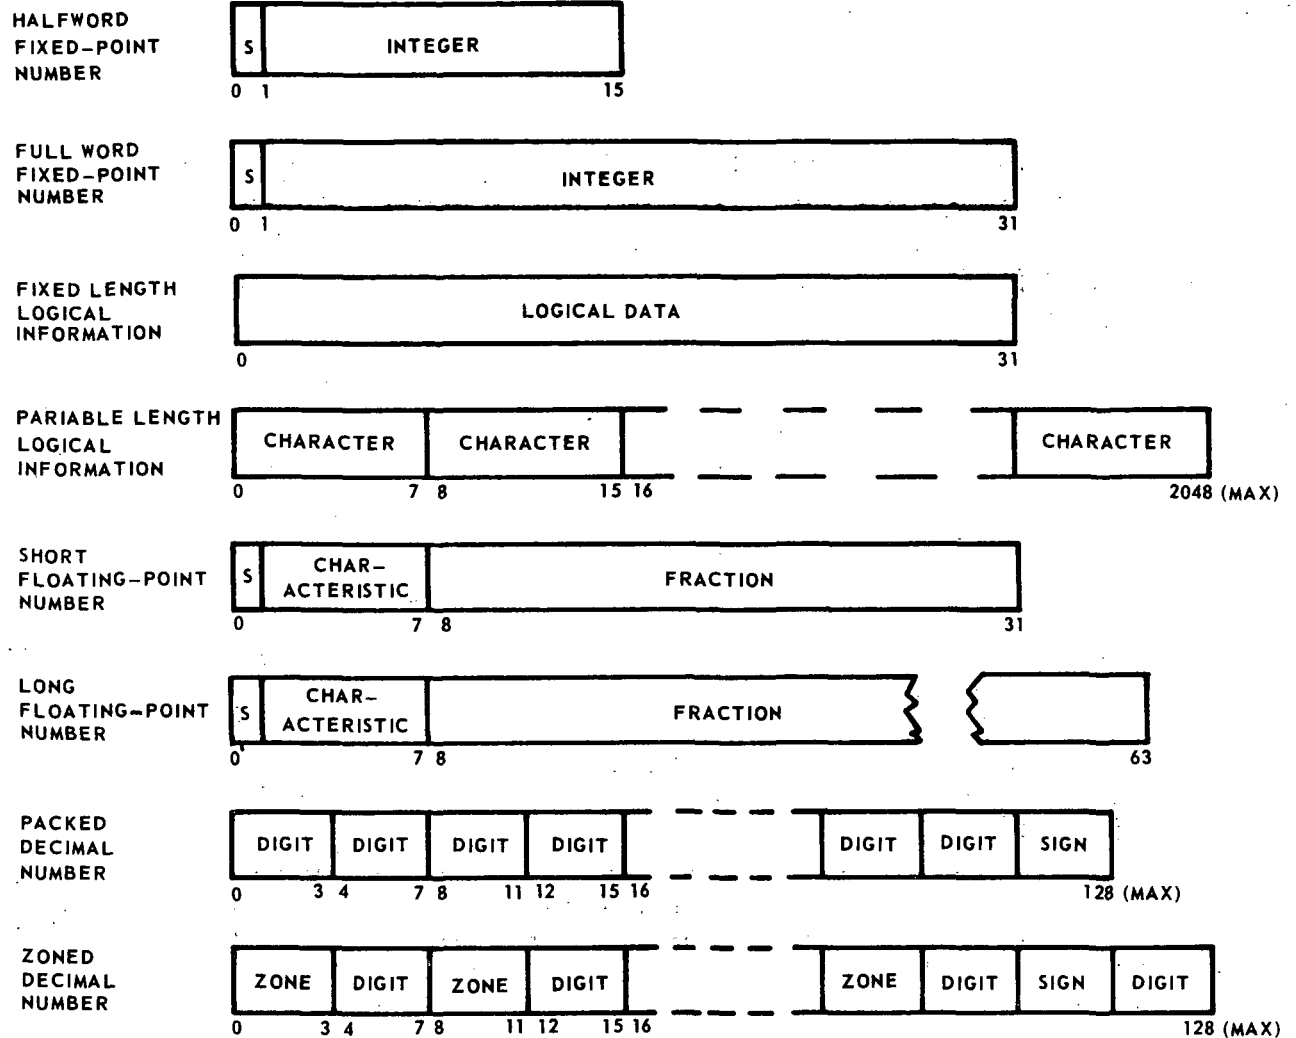 HALFWORD
FIXED-POINT
NUMBER
S INTEGER
0 1 15
FULL WORD
FIXED-POINT
NUMBER
S INTEGER
0 1 31
FIXED LENGTH
LOGICAL
INFORMATION
LOGICAL DATA
0 31
PARIABLE LENGTH
LOGICAL
INFORMATION
CHARACTER CHARACTER CHARACTER
0 7 8 15 16 2048 (MAX)
SHORT
FLOATING-POINT
NUMBER
S CHAR-
ACTERISTIC FRACTION
0 7 8 31
LONG
FLOATING-POINT
NUMBER
S CHAR-
ACTERISTIC FRACTION
0 7 8 63
PACKED
DECIMAL
NUMBER
DIGIT DIGIT DIGIT DIGIT DIGIT DIGIT SIGN
0 3 4 7 8 11 12 15 16 128 (MAX)
ZONED
DECIMAL
NUMBER
ZONE DIGIT ZONE DIGIT ZONE DIGIT SIGN DIGIT
0 3 4 7 8 11 12 15 16 128 (MAX)